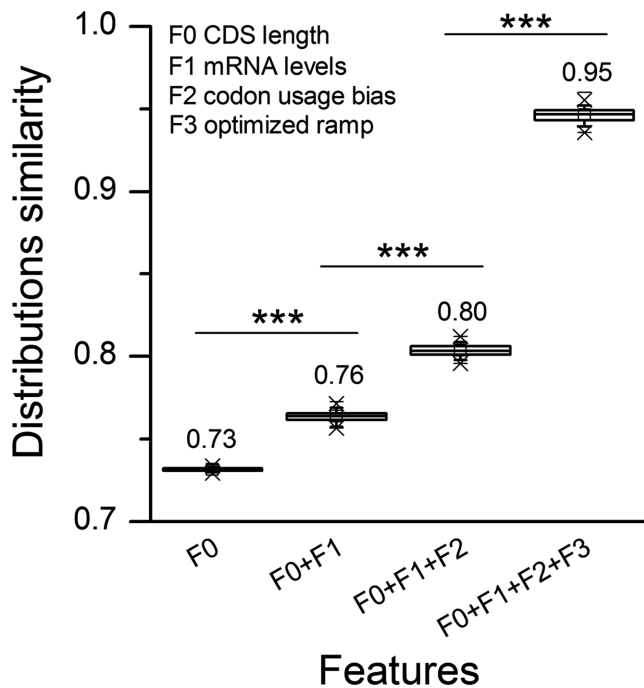 F0 CDS length
F1 mRNA levels
F2 codon usage bias
F3 optimized ramp
Distributions similarity
1.0
0.9
0.8
0.7
***
***
***
0.95
0.80
0.76
0.73
F0
F0+F1
F0+F1+F2
F0+F1+F2+F3
Features